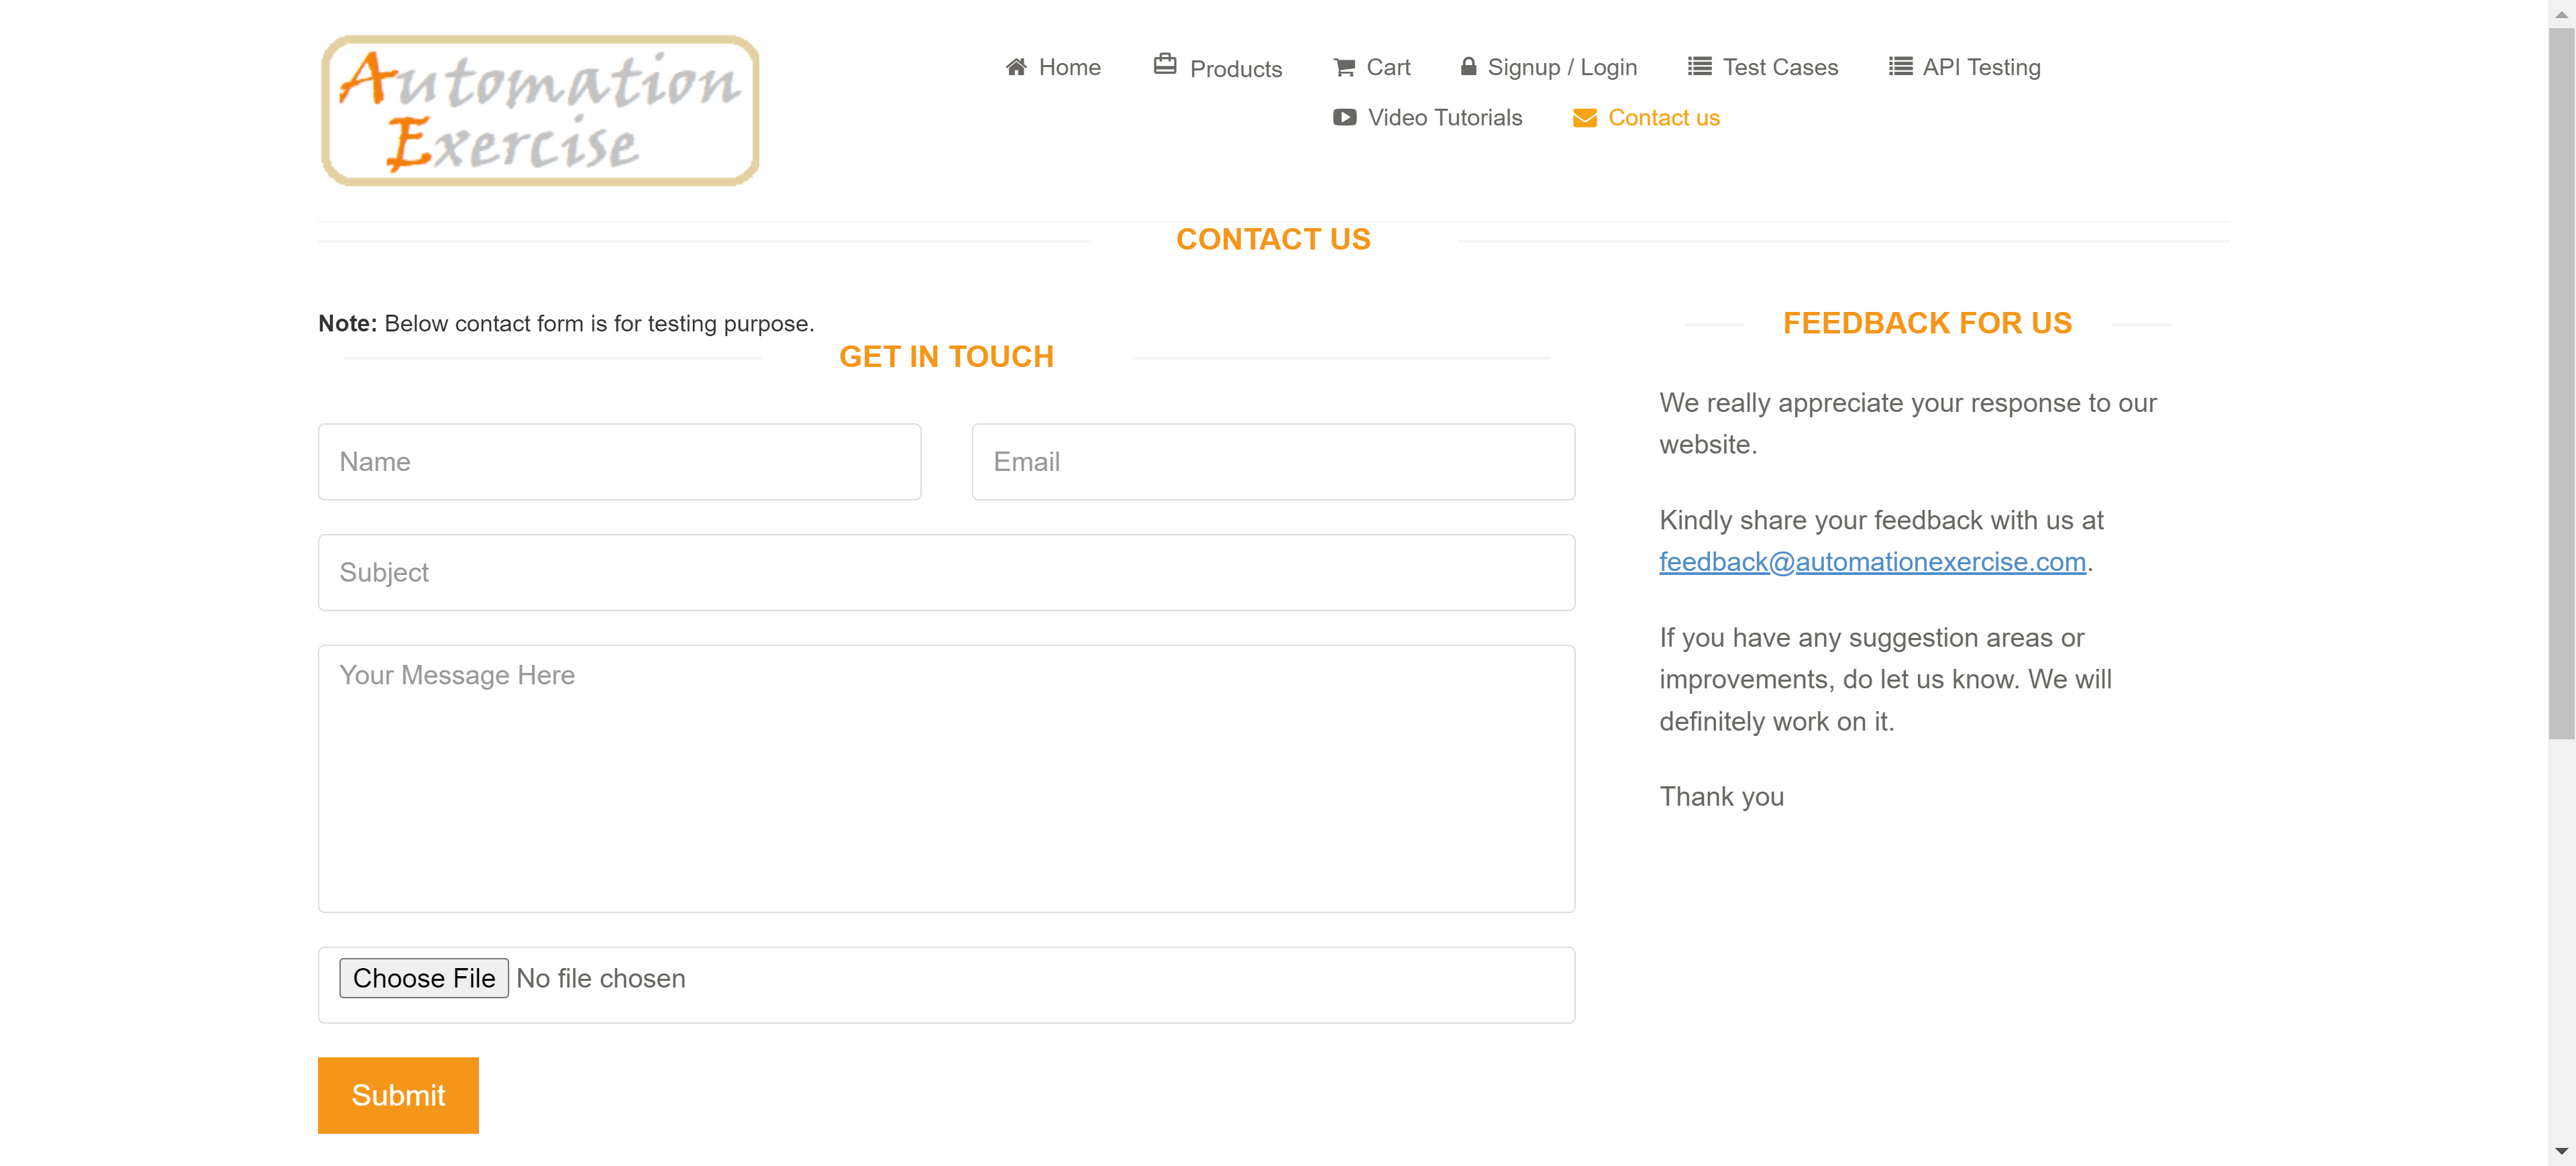 Automation
Exercise
Home
Products
Cart
Signup / Login
Test Cases
API Testing
Video Tutorials
Contact us
CONTACT US
Note: Below contact form is for testing purpose.
GET IN TOUCH
Name
Email
Subject
Your Message Here
Choose File No file chosen
Submit
FEEDBACK FOR US
We really appreciate your response to our
website.
Kindly share your feedback with us at
feedback@automationexercise.com.
If you have any suggestion areas or
improvements, do let us know. We will
definitely work on it.
Thank you